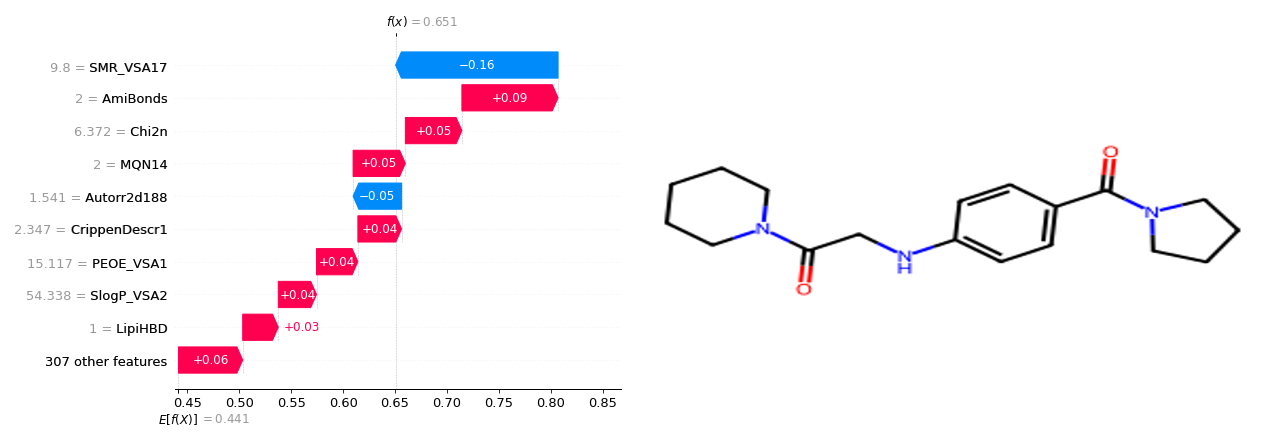 f(x) = 0.651
9.8 = SMR_VSA17
−0.16
2 = AmiBonds
+0.09
6.372 = Chi2n
+0.05
2 = MQN14
+0.05
1.541 = Autorr2d188
−0.05
2.347 = CrippenDescr1
+0.04
15.117 = PEOE_VSA1
+0.04
54.338 = SlogP_VSA2
+0.04
1 = LipiHBD
+0.03
307 other features
+0.06
0.45 0.50 0.55 0.60 0.65 0.70 0.75 0.80 0.85
E[f(X)] = 0.441
O
N
O
N
H
N
O